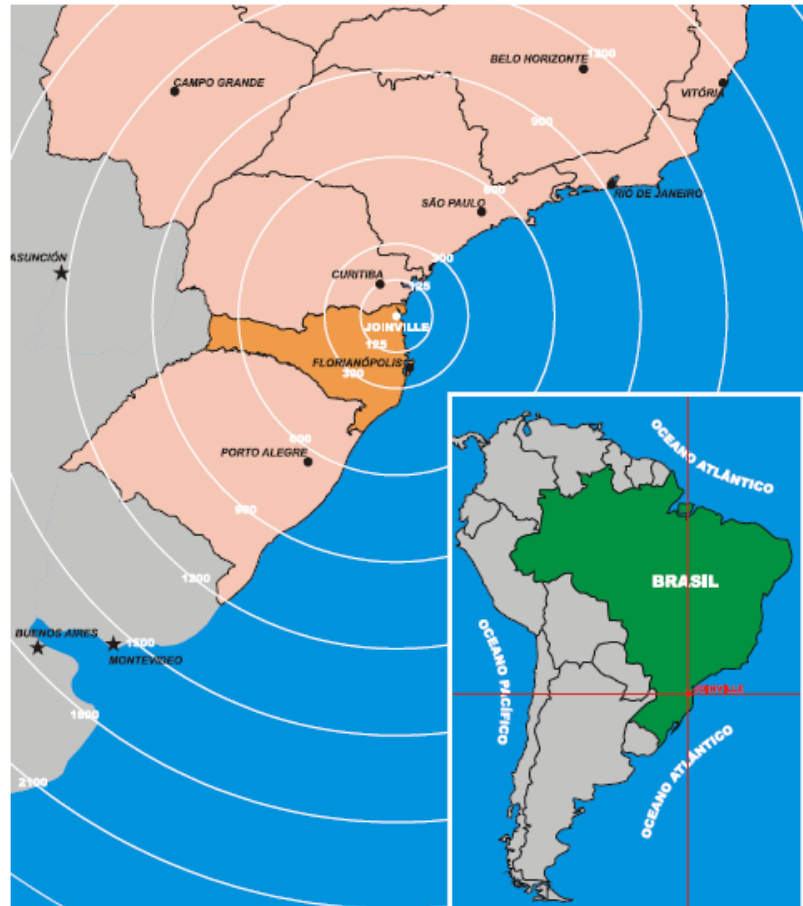 BELO HORIZONTE
1200
CAMPO GRANDE
VITÓRIA
900
600
RIO DE JANEIRO
SÃO PAULO
ASUNCIÓN
300
CURITIBA
125
JOINVILLE
125
FLORIANÓPOLIS
300
600
PORTO ALEGRE
900
1200
BUENOS AIRES
1500
MONTEVIDEO
1800
2100
OCEANO ATLÂNTICO
BRASIL
OCEANO PACÍFICO
JOINVILLE
OCEANO ATLÂNTICO